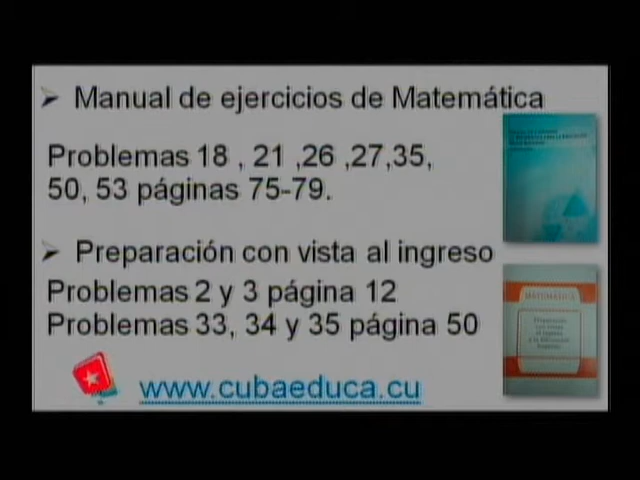 Manual de ejercicios de Matemática
Problemas 18 , 21 ,26 ,27,35,
50, 53 páginas 75-79.
Preparación con vista al ingreso
Problemas 2 y 3 página 12
Problemas 33, 34 y 35 página 50
www.cubaeduca.cu
MATEMÁTICA